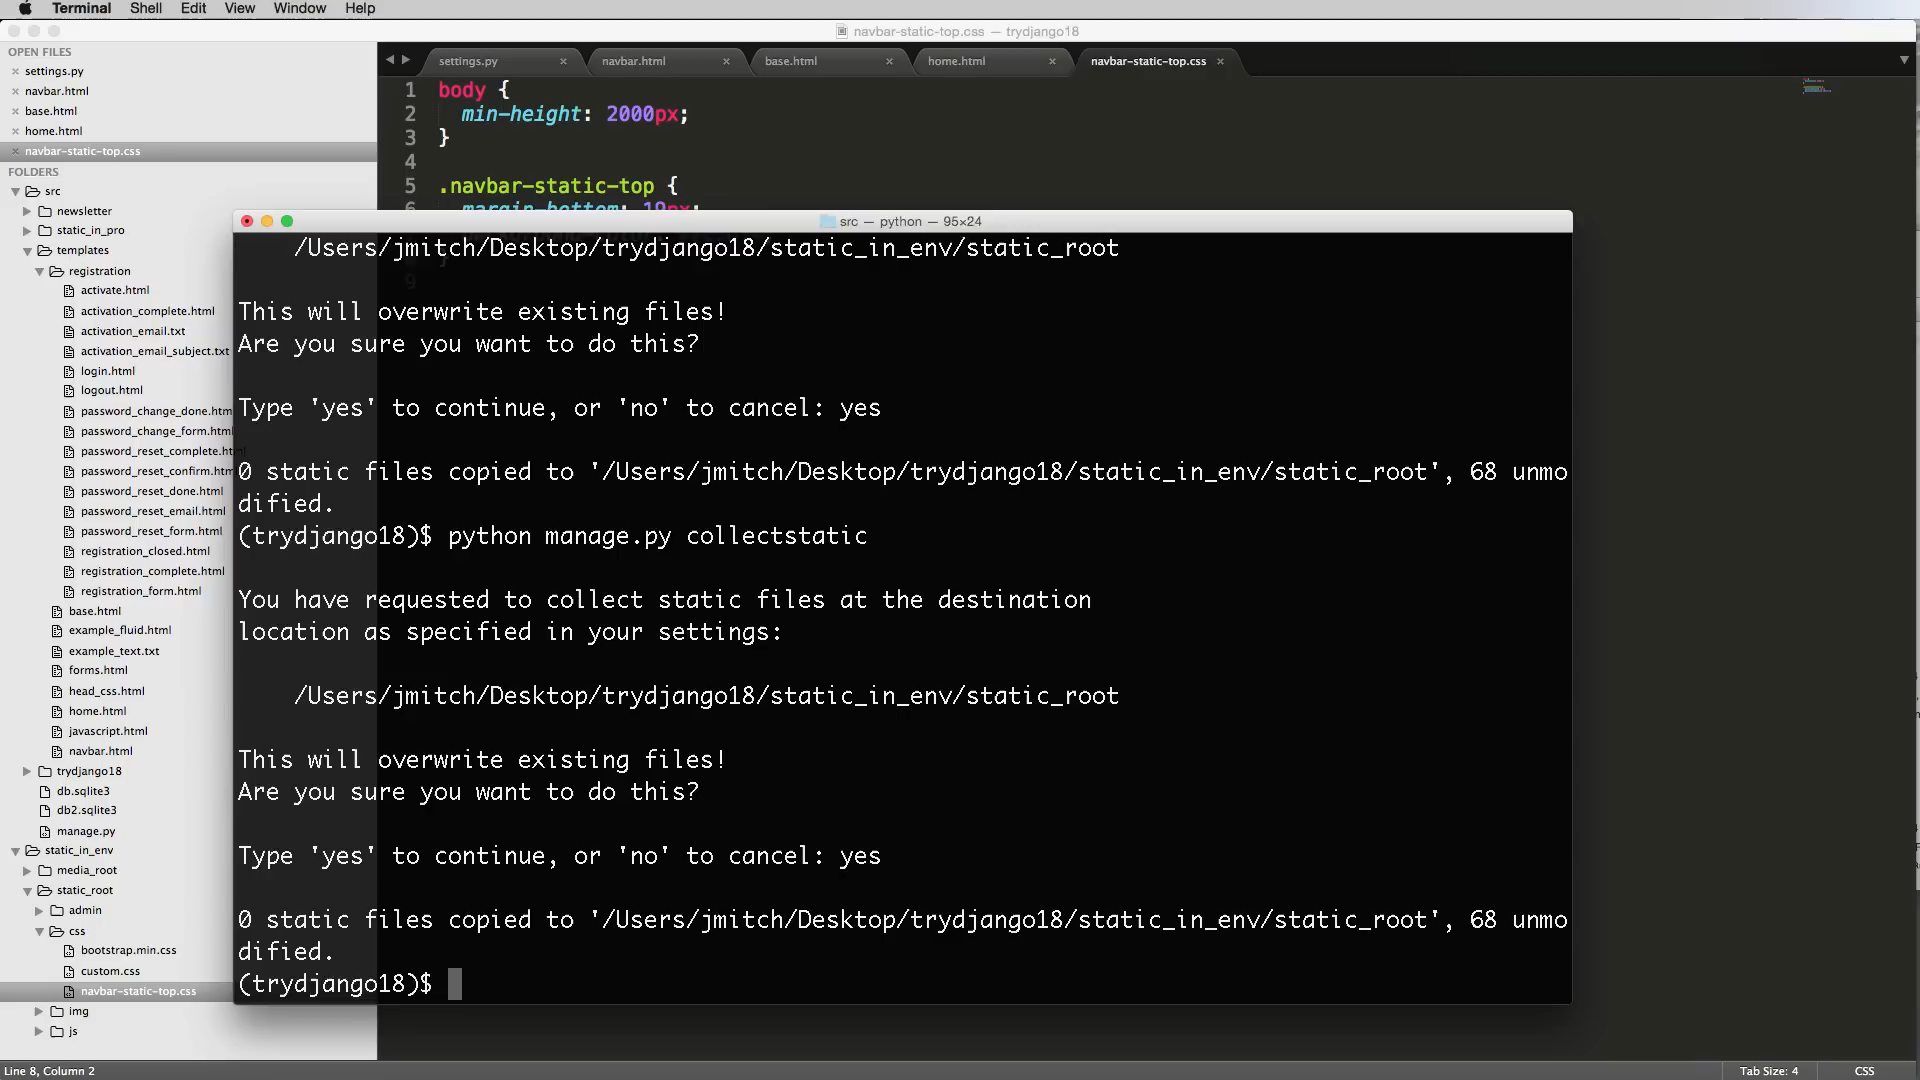 Terminal Shell Edit View Window Help
navbar-static-top.css — trydjango18
OPEN FILES
settings.py
navbar.html
base.html
home.html
navbar-static-top.css
FOLDERS
src
newsletter
static_in_pro
templates
registration
activate.html
activation_complete.html
activation_email.txt
activation_email_subject.txt
login.html
logout.html
password_change_done.htm
password_change_form.html
password_reset_complete.html
password_reset_confirm.html
password_reset_done.html
password_reset_email.html
password_reset_form.html
registration_closed.html
registration_complete.html
registration_form.html
base.html
example_fluid.html
example_text.txt
forms.html
head_css.html
home.html
javascript.html
navbar.html
trydjango18
db.sqlite3
db2.sqlite3
manage.py
static_in_env
media_root
static_root
admin
css
bootstrap.min.css
custom.css
navbar-static-top.css
img
js
settings.py navbar.html base.html home.html navbar-static-top.css
1 body {
2 min-height: 2000px;
3 }
4
5 .navbar-static-top {
6 margin-bottom: 19px;
9
src — python — 95×24
/Users/jmitch/Desktop/trydjango18/static_in_env/static_root
This will overwrite existing files!
Are you sure you want to do this?
Type 'yes' to continue, or 'no' to cancel: yes
0 static files copied to '/Users/jmitch/Desktop/trydjango18/static_in_env/static_root', 68 unmo
dified.
(trydjango18)$ python manage.py collectstatic
You have requested to collect static files at the destination
location as specified in your settings:
/Users/jmitch/Desktop/trydjango18/static_in_env/static_root
This will overwrite existing files!
Are you sure you want to do this?
Type 'yes' to continue, or 'no' to cancel: yes
0 static files copied to '/Users/jmitch/Desktop/trydjango18/static_in_env/static_root', 68 unmo
dified.
(trydjango18)$
Line 8, Column 2
Tab Size: 4
CSS